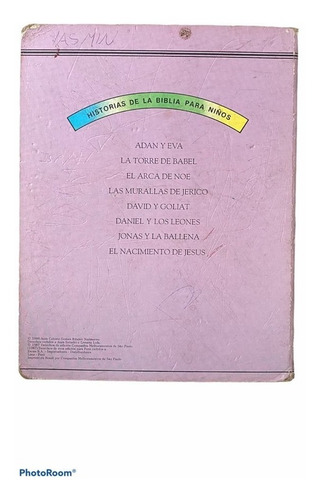 YASMIN
HISTORIAS DE LA BIBLIA PARA NIÑOS
ADAN Y EVA
LA TORRE DE BABEL
EL ARCA DE NOE
LAS MURALLAS DE JERICO
DAVID Y GOLIAT
DANIEL Y LOS LEONES
JONAS Y LA BALLENA
EL NACIMIENTO DE JESUS
PhotoRoom®